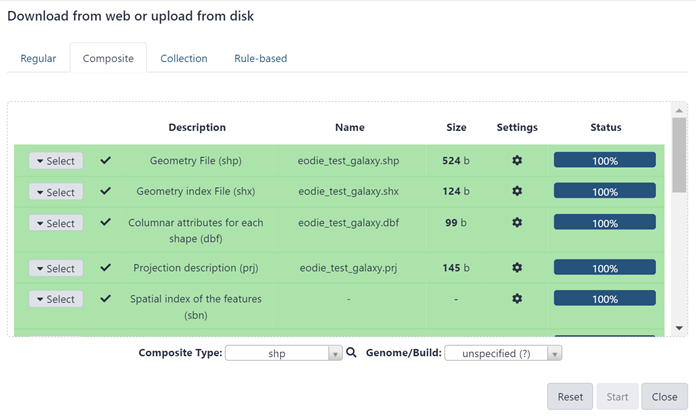 Download from web or upload from disk
Regular Composite Collection Rule-based
Description Name Size Settings Status
Select Geometry File (shp) eodie_test_galaxy.shp 524 b 100%
Select Geometry index File (shx) eodie_test_galaxy.shx 124 b 100%
Select Columnar attributes for each shape (dbf) eodie_test_galaxy.dbf 99 b 100%
Select Projection description (prj) eodie_test_galaxy.prj 145 b 100%
Select Spatial index of the features (sbn) - - 100%
Composite Type: shp Genome/Build: unspecified (?)
Reset Start Close